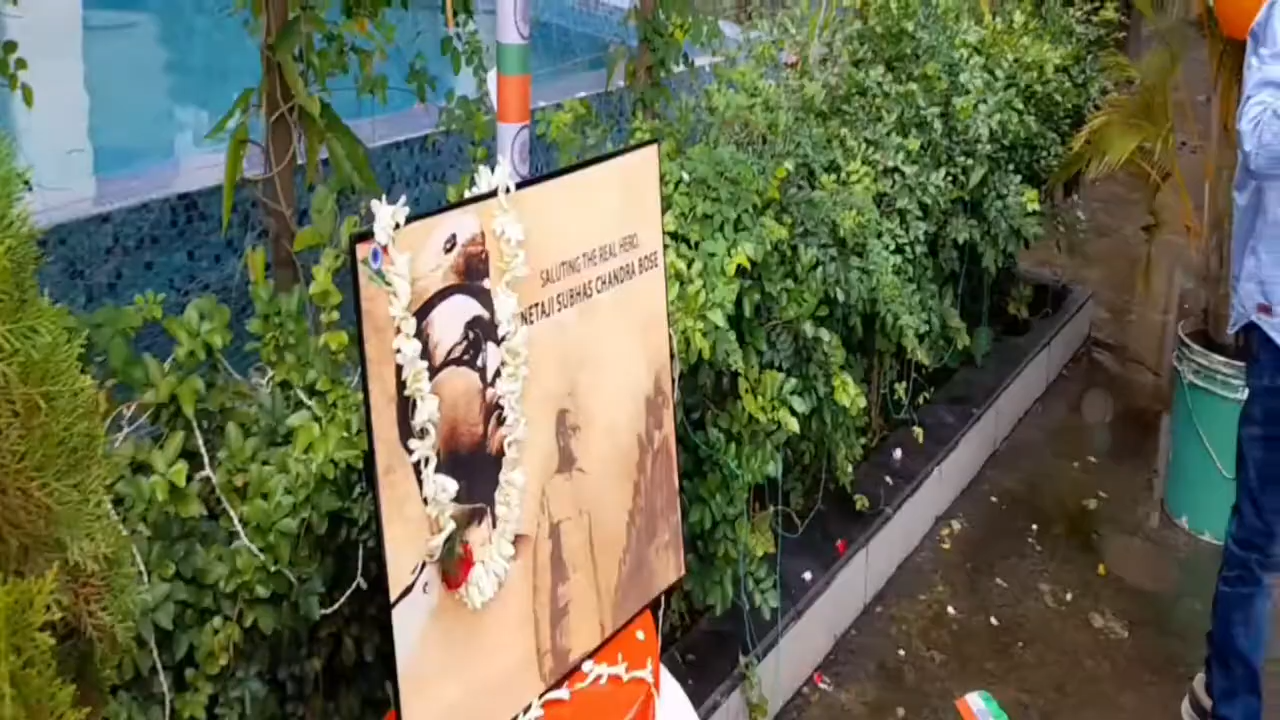 SALUTING THE REAL HERO,
NETAJI SUBHAS CHANDRA BOSE